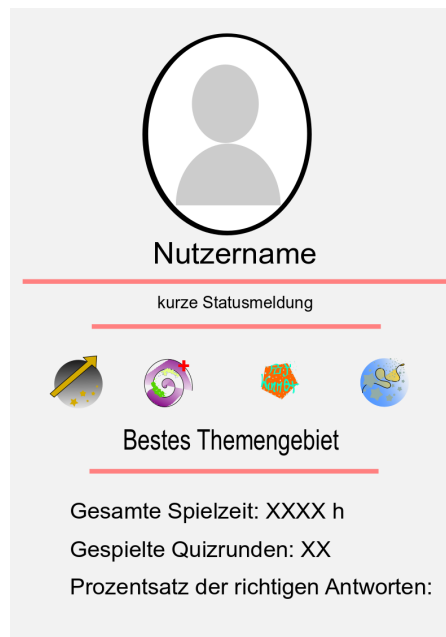 Nutzername
kurze Statusmeldung
Bestes Themengebiet
Gesamte Spielzeit: XXXX h
Gespielte Quizrunden: XX
Prozentsatz der richtigen Antworten: